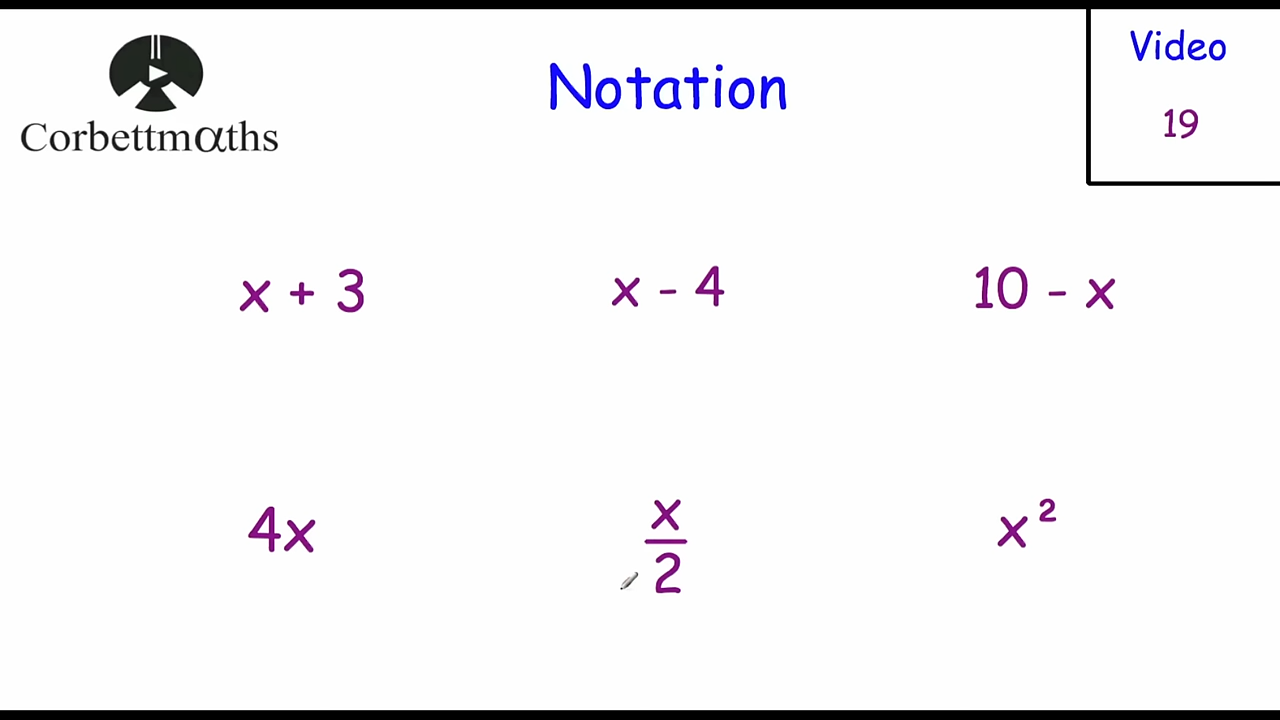 Corbettmαths
Notation
Video
19
x + 3
x - 4
10 - x
4x
x
2
x²